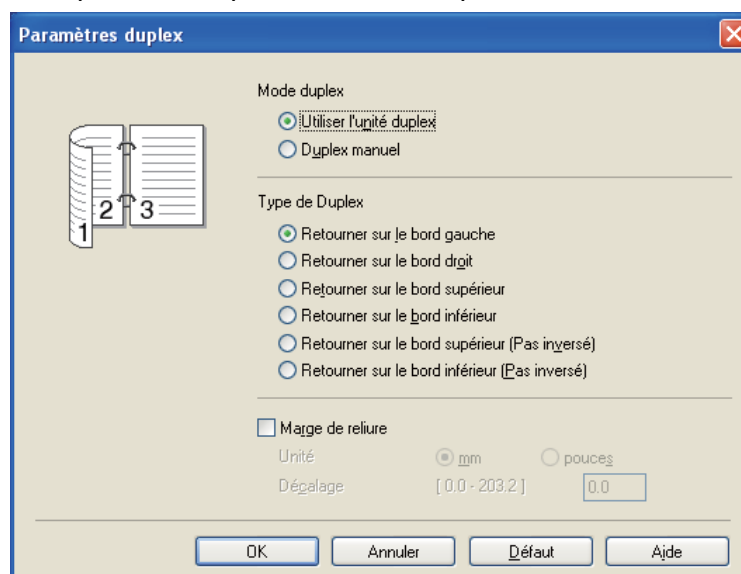 Paramètres duplex
Mode duplex
Utiliser l'unité duplex
Duplex manuel
2 3
1
Type de Duplex
Retourner sur le bord gauche
Retourner sur le bord droit
Retourner sur le bord supérieur
Retourner sur le bord inférieur
Retourner sur le bord supérieur (Pas inversé)
Retourner sur le bord inférieur (Pas inversé)
Marge de reliure
Unité mm pouces
Décalage [ 0.0 - 203.2 ] 0.0
OK Annuler Défaut Aide